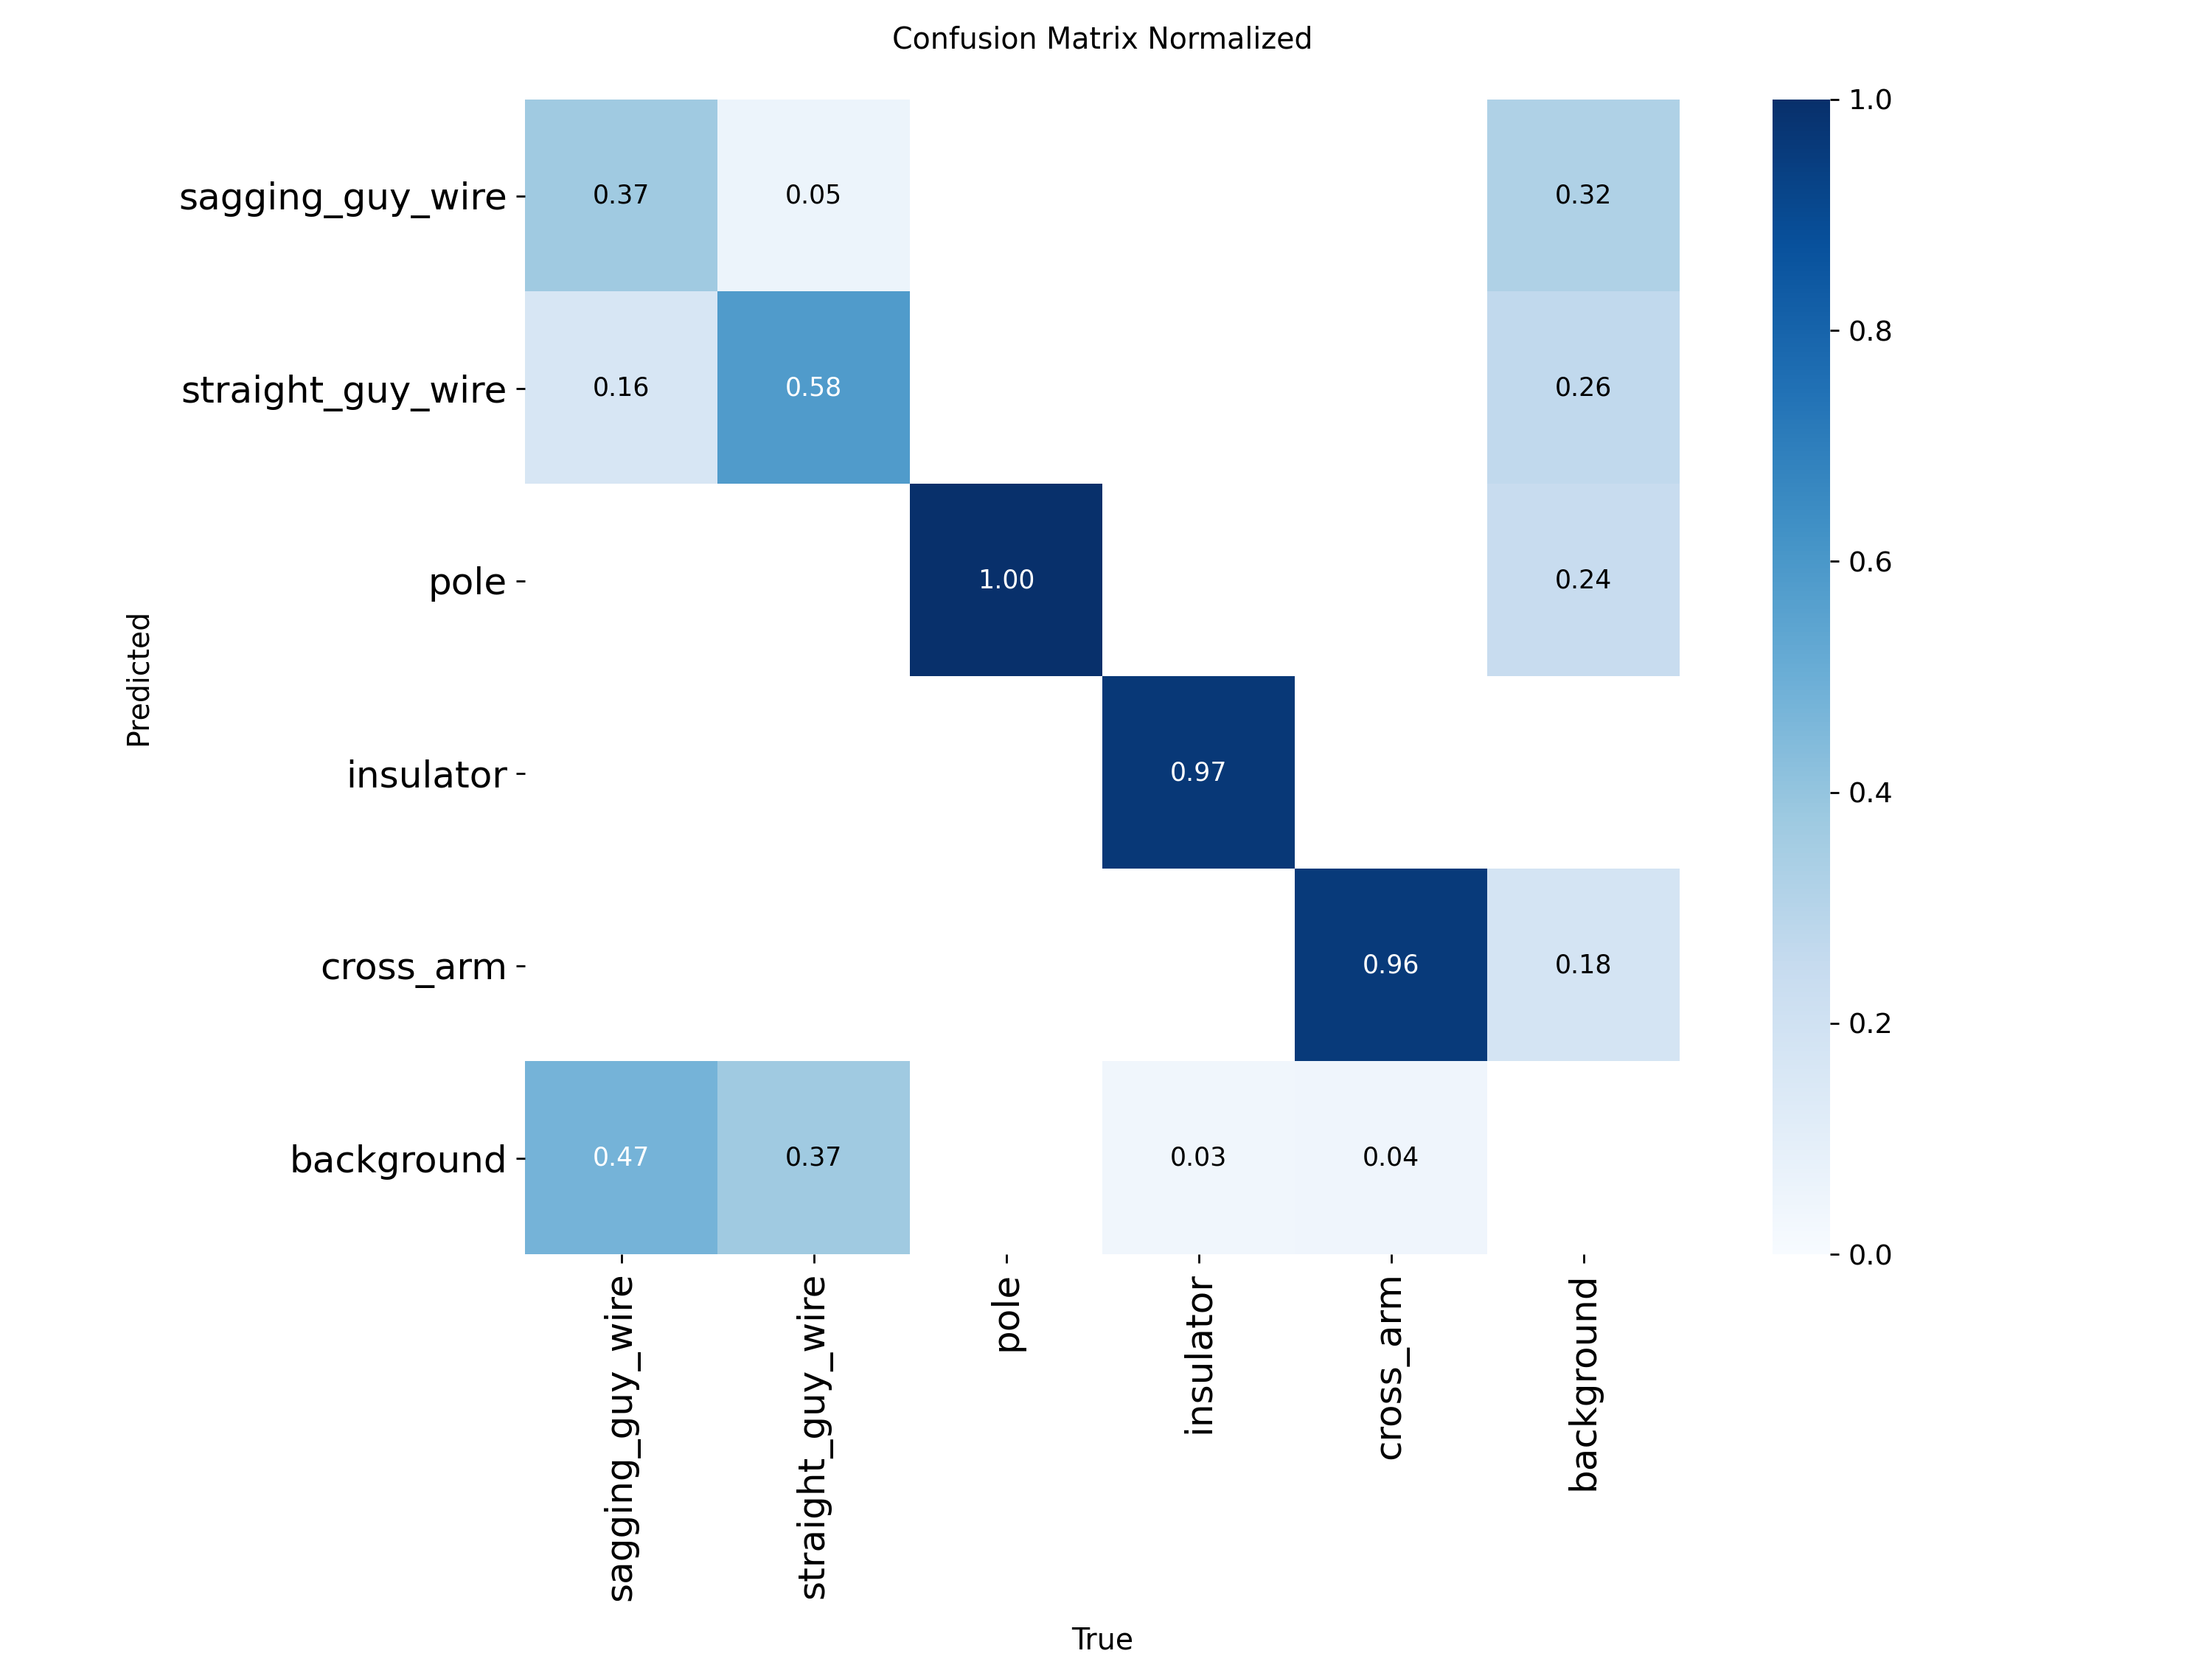 Confusion Matrix Normalized
1.0
sagging_guy_wire
0.37
0.05
0.32
0.8
straight_guy_wire
0.16
0.58
0.26
0.6
pole
1.00
0.24
Predicted
insulator
0.97
0.4
cross_arm
0.96
0.18
0.2
background
0.47
0.37
0.03
0.04
0.0
sagging_guy_wire
straight_guy_wire
pole
insulator
cross_arm
background
True